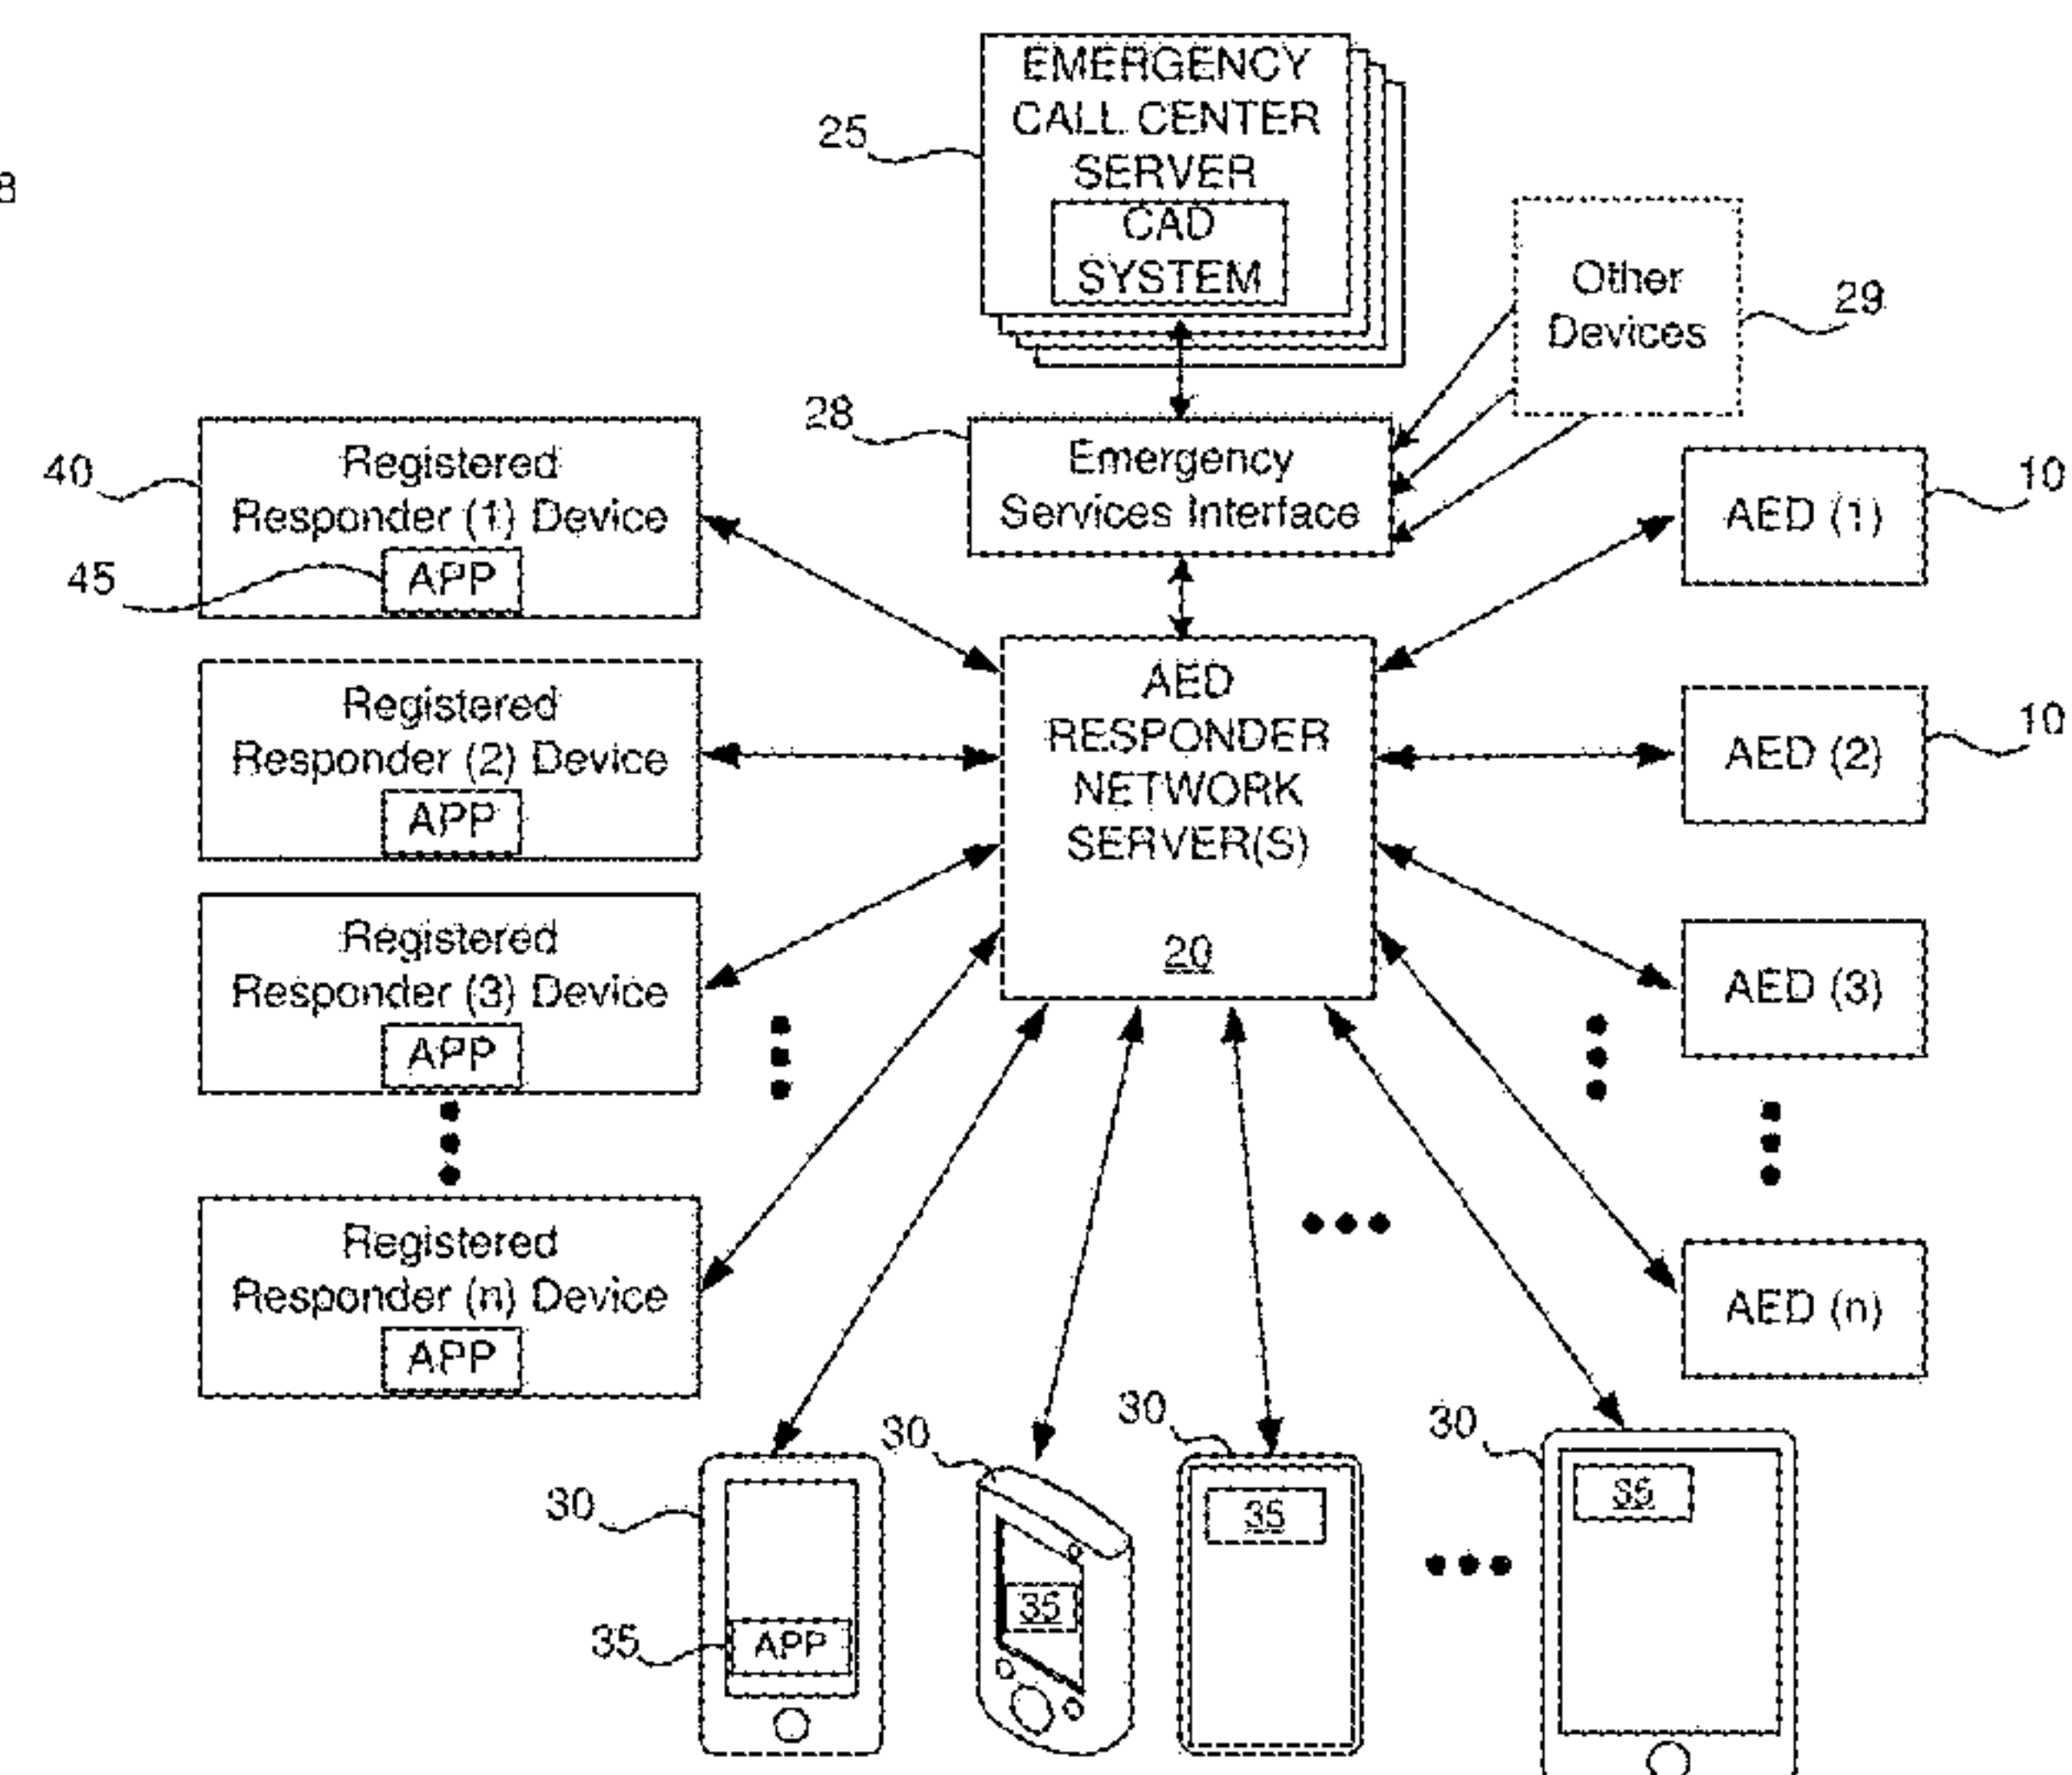 8
EMERGENCY
CALL CENTER
SERVER
CAD
SYSTEM
25
Other
Devices
29
28
Emergency
Services Interface
40
Registered
Responder (1) Device
45
APP
AED (1)
10
Registered
Responder (2) Device
APP
AED
RESPONDER
NETWORK
SERVER(S)
20
AED (2)
10
Registered
Responder (3) Device
APP
AED (3)
Registered
Responder (n) Device
APP
AED (n)
30
35
APP
30
35
30
35
30
35